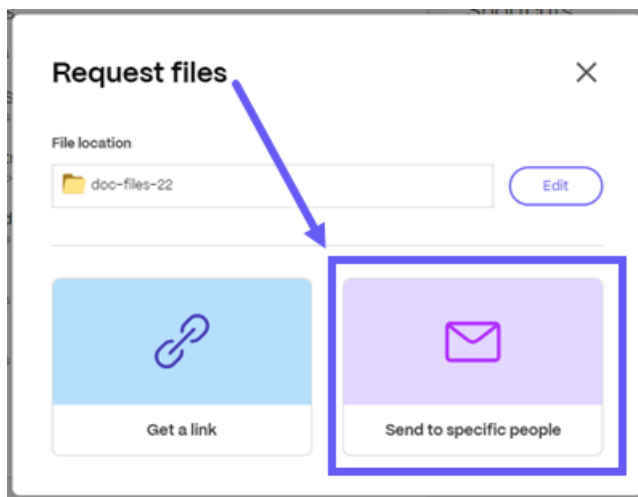 Request files
File location
doc-files-22
Edit
Get a link
Send to specific people